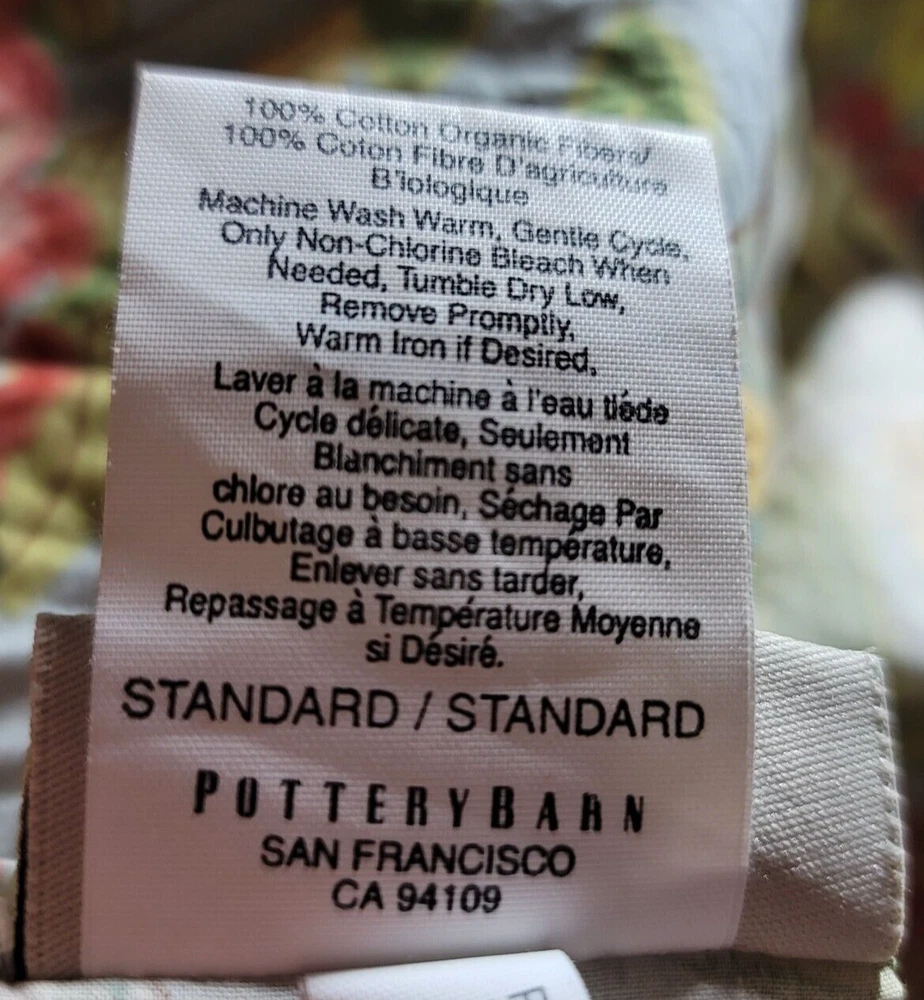 100% Cotton Organic Fibers/
100% Coton Fibre D'agriculture
B'iologique
Machine Wash Warm, Gentle Cycle,
Only Non-Chlorine Bleach When
Needed, Tumble Dry Low,
Remove Promptly,
Warm Iron if Desired.
Laver à la machine à l'eau tiéde
Cycle délicate, Seulement
Blanchiment sans
chlore au besoin, Séchage Par
Culbutage à basse température,
Enlever sans tarder,
Repassage à Température Moyenne
si Désiré.
STANDARD / STANDARD
POTTERYBARN
SAN FRANCISCO
CA 94109